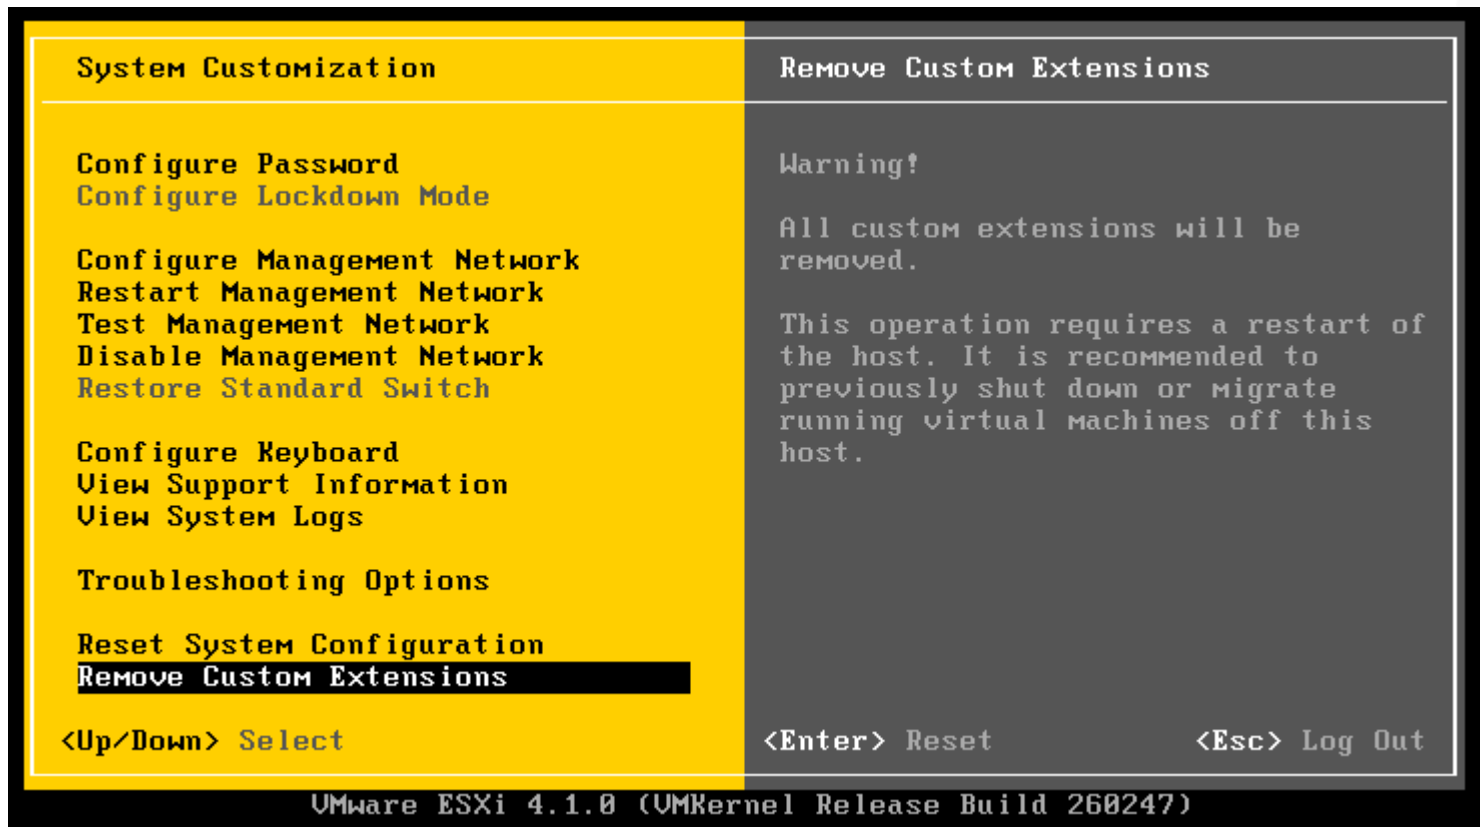 System Customization
Configure Password
Configure Lockdown Mode
Configure Management Network
Restart Management Network
Test Management Network
Disable Management Network
Restore Standard Switch
Configure Keyboard
View Support Information
View System Logs
Troubleshooting Options
Reset System Configuration
Remove Custom Extensions
<Up/Down> Select
Remove Custom Extensions
Warning!
All custom extensions will be
removed.
This operation requires a restart of
the host. It is recommended to
previously shut down or migrate
running virtual machines off this
host.
<Enter> Reset <Esc> Log Out
VMware ESXi 4.1.0 (VMKernel Release Build 260247)